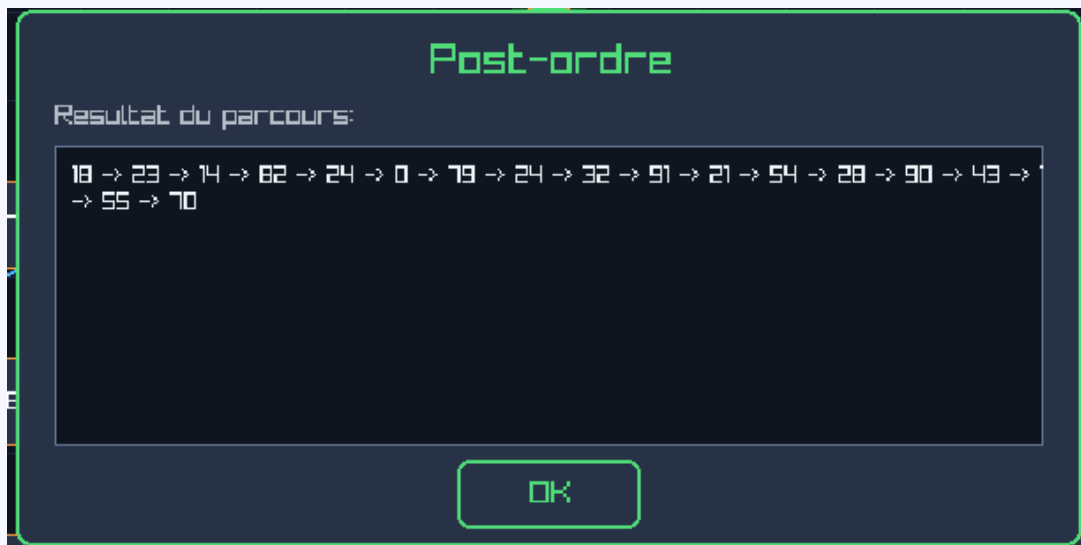 Post-ordre
Resultat du parcours:
18 -> 23 -> 14 -> 82 -> 24 -> 0 -> 79 -> 24 -> 32 -> 91 -> 21 -> 54 -> 28 -> 90 -> 43 ->
-> 55 -> 70
OK